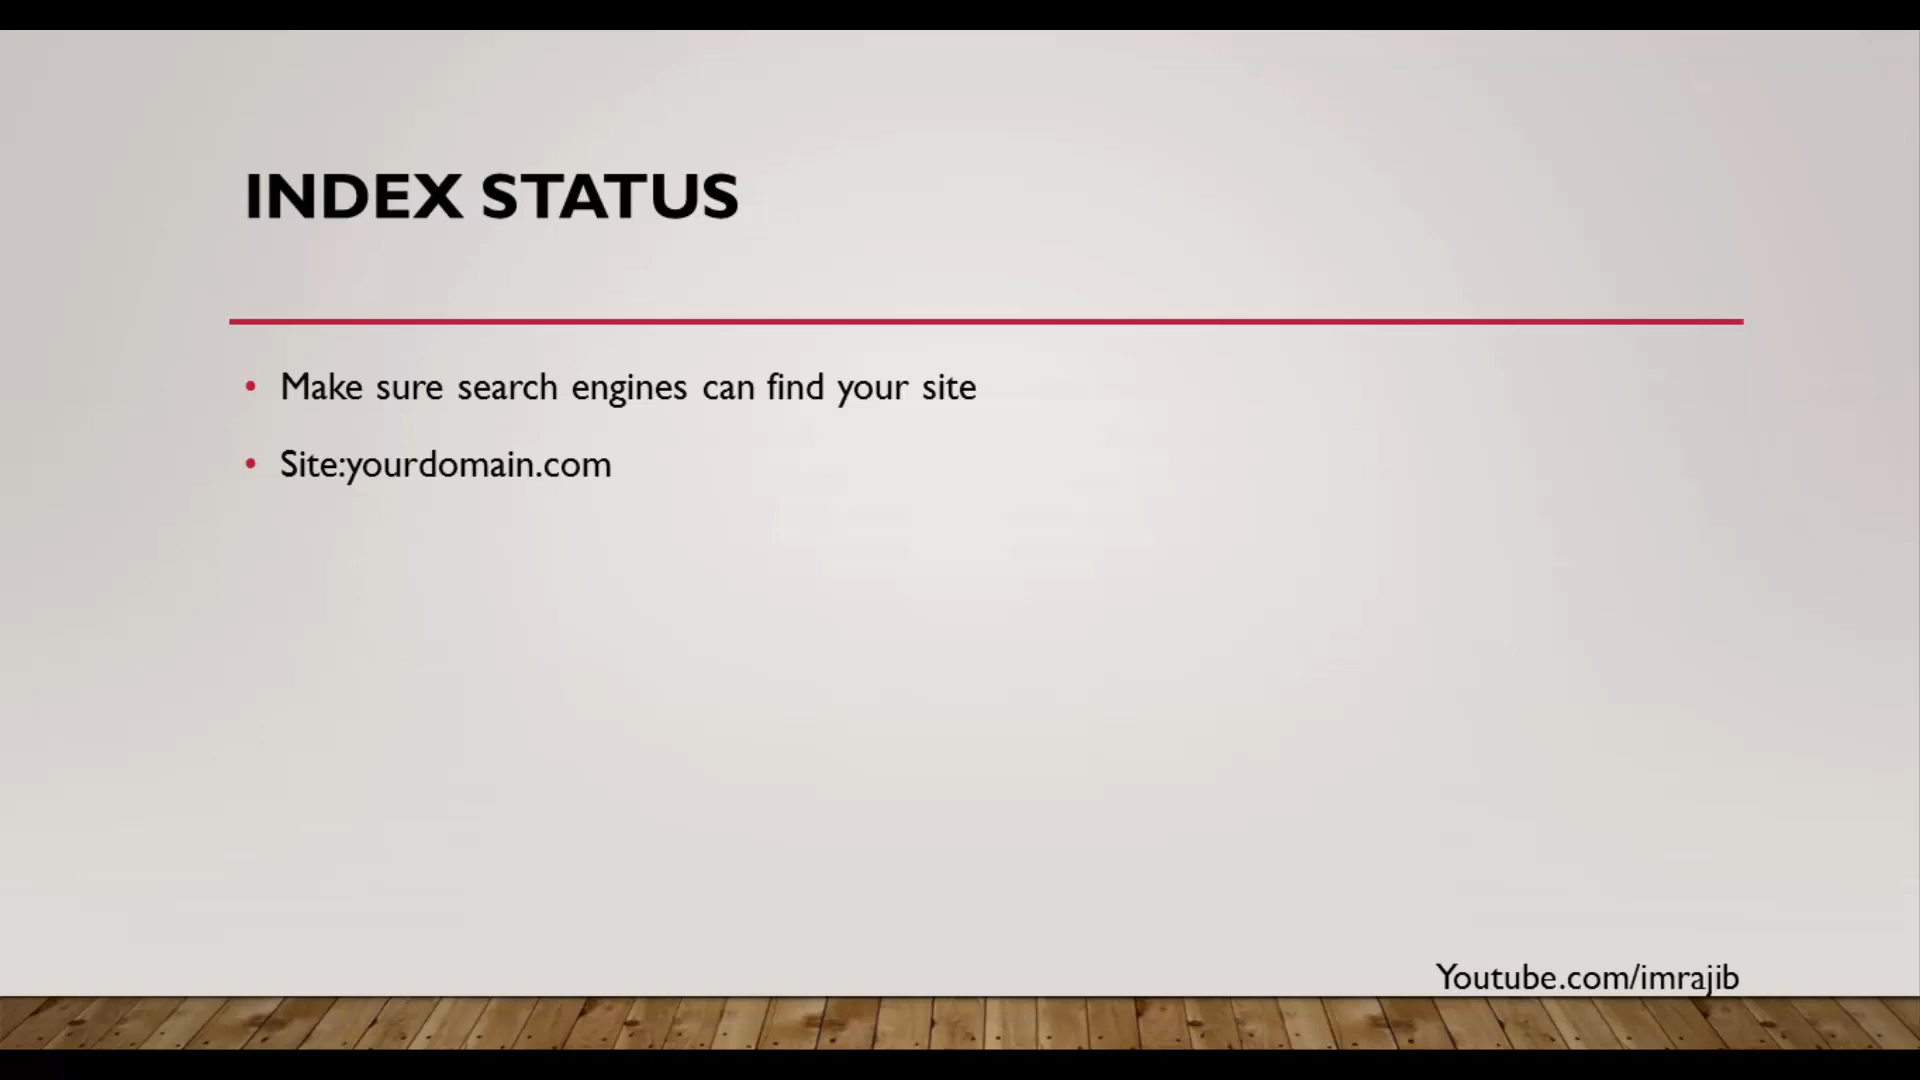 INDEX STATUS
• Make sure search engines can find your site
• Site:yourdomain.com
Youtube.com/imrajib